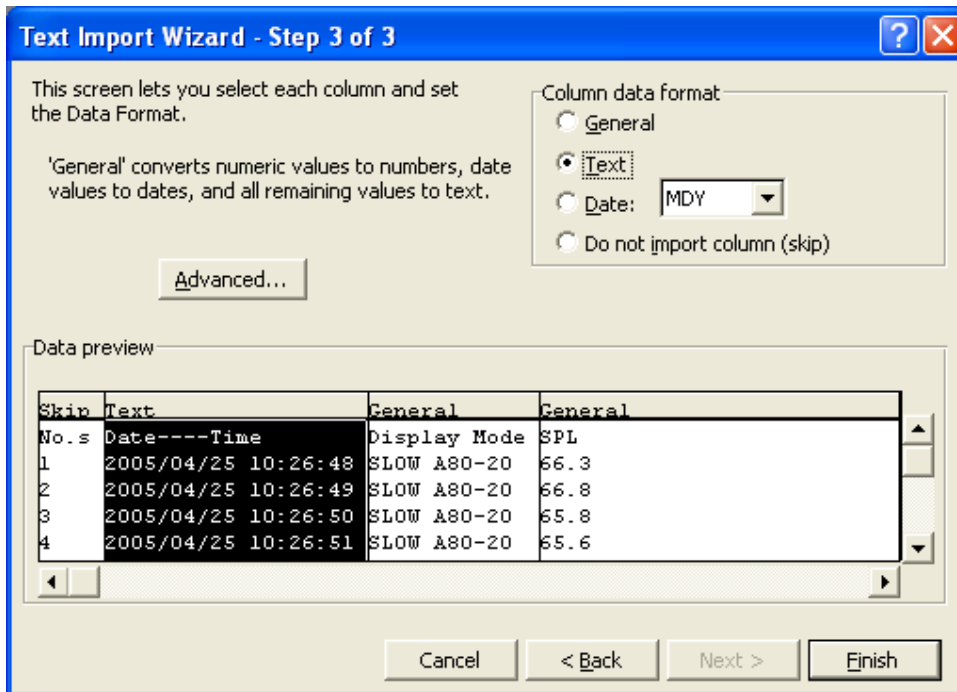 Text Import Wizard - Step 3 of 3
?
This screen lets you select each column and set
the Data Format.
'General' converts numeric values to numbers, date
values to dates, and all remaining values to text.
Advanced...
Column data format
General
Text
Date: MDY
Do not import column (skip)
Data preview
Skip Text General General
No.s Date----Time Display Mode SPL
1 2005/04/25 10:26:48 SLOW A80-20 66.3
2 2005/04/25 10:26:49 SLOW A80-20 66.8
3 2005/04/25 10:26:50 SLOW A80-20 65.8
4 2005/04/25 10:26:51 SLOW A80-20 65.6
Cancel < Back Next > Finish